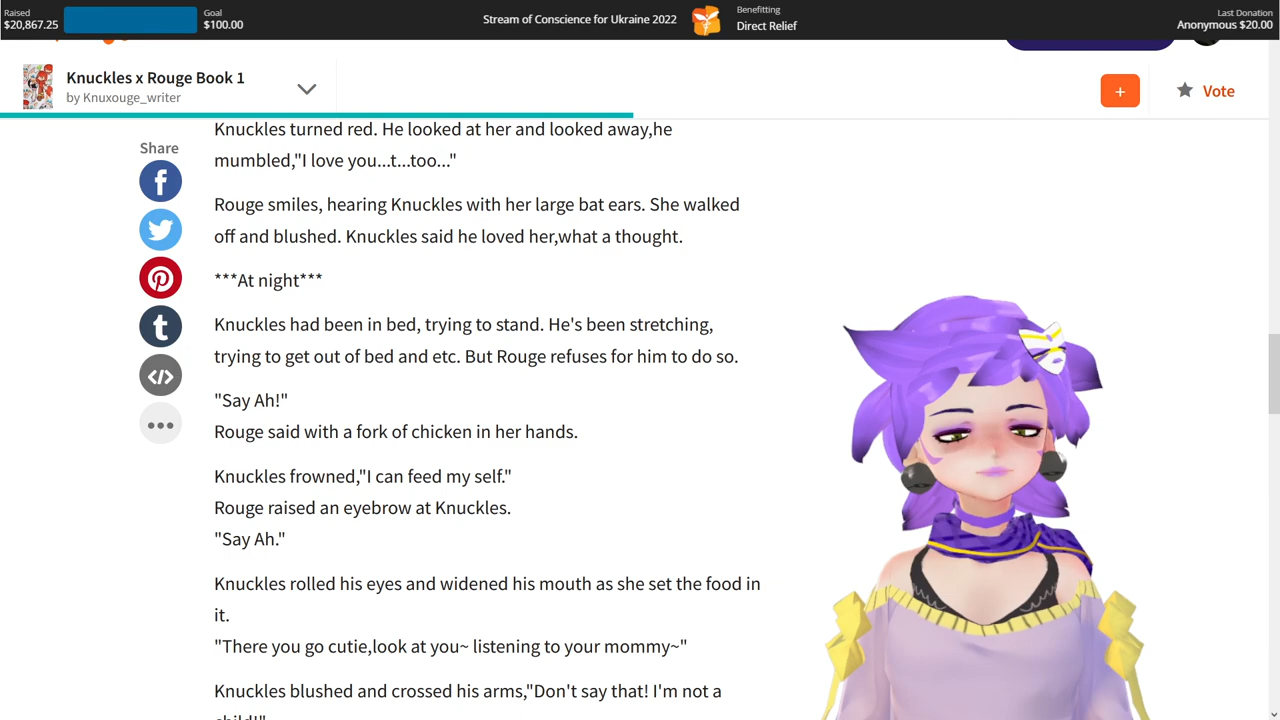 Raised
$20,867.25
Goal
$100.00
Stream of Conscience for Ukraine 2022
Benefitting
Direct Relief
Last Donation
Anonymous $20.00
Knuckles x Rouge Book 1
by Knuxouge_writer
+
Vote
Share
Knuckles turned red. He looked at her and looked away,he
mumbled,"I love you...t...too..."
Rouge smiles, hearing Knuckles with her large bat ears. She walked
off and blushed. Knuckles said he loved her,what a thought.
***At night***
Knuckles had been in bed, trying to stand. He's been stretching,
trying to get out of bed and etc. But Rouge refuses for him to do so.
"Say Ah!"
Rouge said with a fork of chicken in her hands.
Knuckles frowned,"I can feed my self."
Rouge raised an eyebrow at Knuckles.
"Say Ah."
Knuckles rolled his eyes and widened his mouth as she set the food in
it.
"There you go cutie,look at you~ listening to your mommy~"
Knuckles blushed and crossed his arms,"Don't say that! I'm not a
child!"